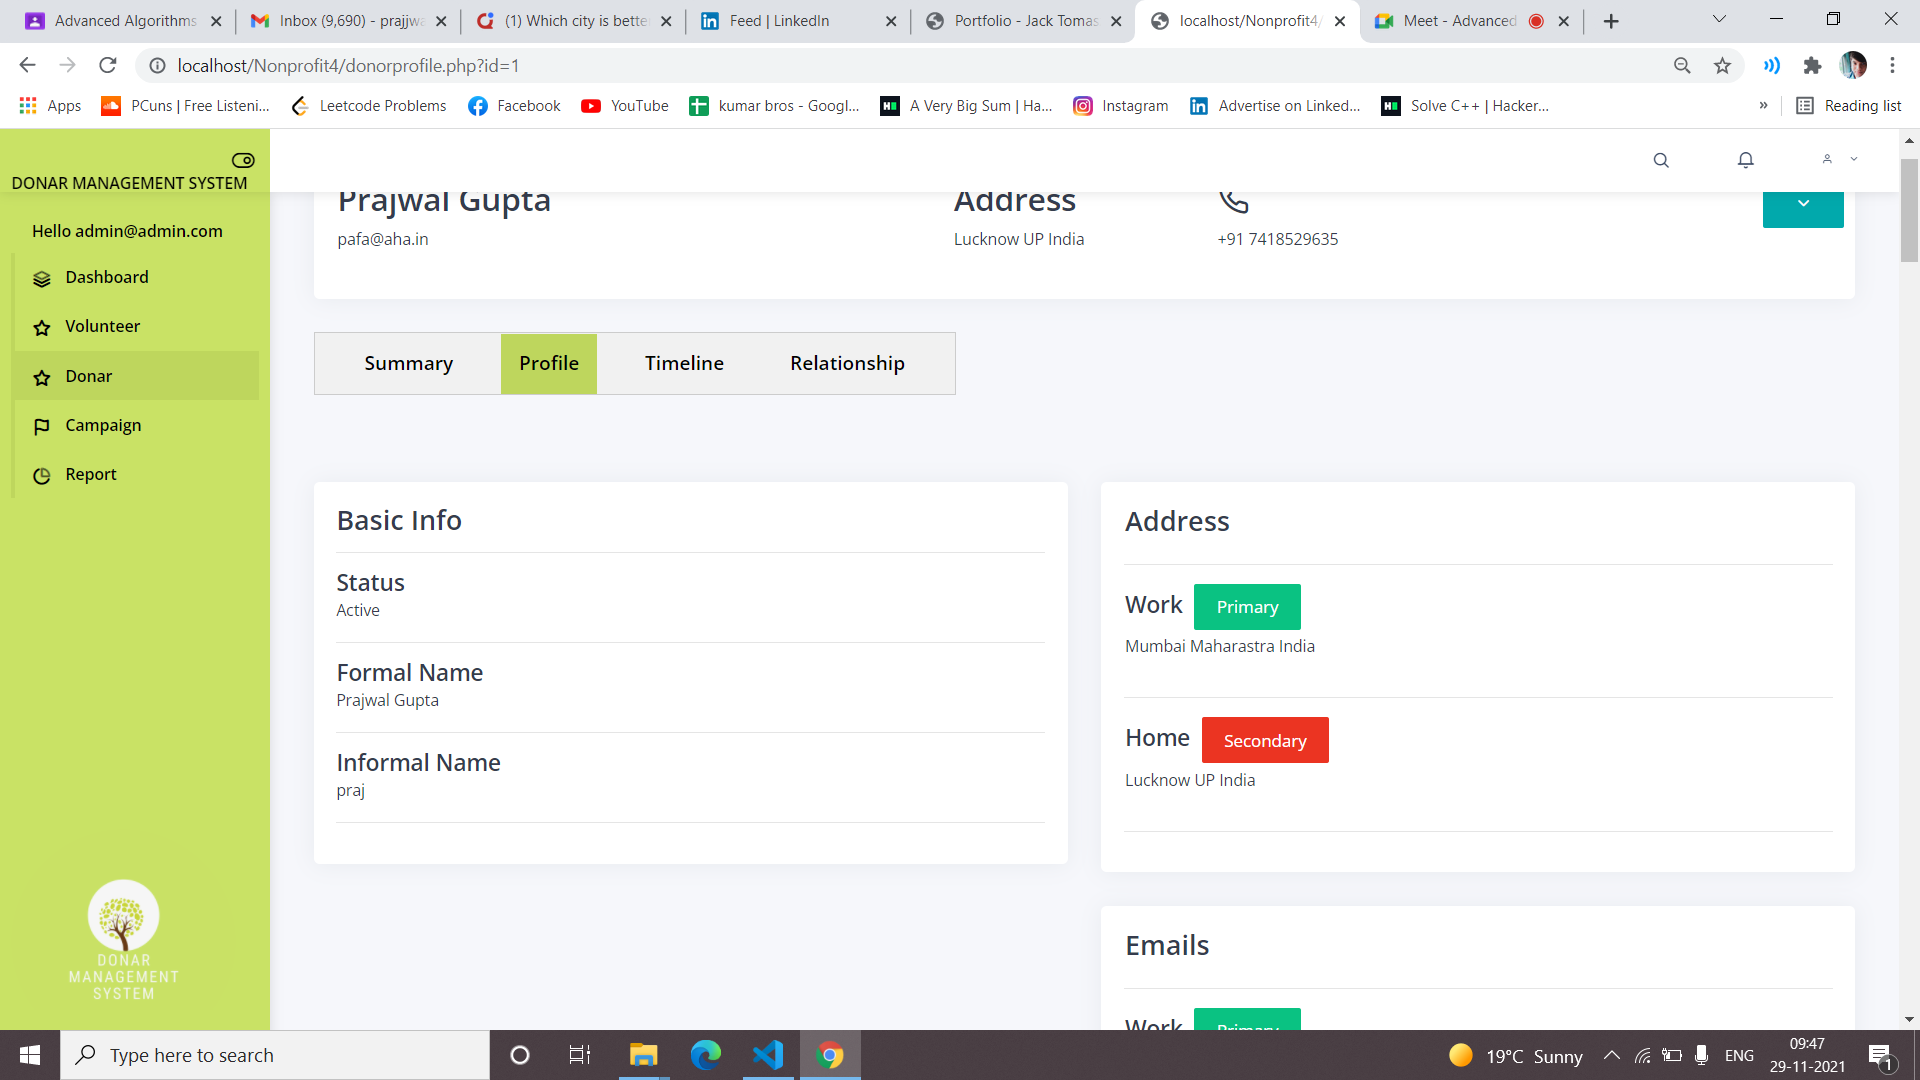 Advanced Algorithms
Inbox (9,690) - prajjwa
(1) Which city is bette
Feed | LinkedIn
Portfolio - Jack Tomas
localhost/Nonprofit4/
Meet - Advanced
localhost/Nonprofit4/donorprofile.php?id=1
Apps
PCuns | Free Listeni...
Leetcode Problems
Facebook
YouTube
kumar bros - Googl...
A Very Big Sum | Ha...
Instagram
Advertise on Linked...
Solve C++ | Hacker...
»
Reading list
DONAR MANAGEMENT SYSTEM
Hello admin@admin.com
Dashboard
Volunteer
Donar
Campaign
Report
DONAR
MANAGEMENT
SYSTEM
Prajwal Gupta
pafa@aha.in
Address
Lucknow UP India
+91 7418529635
Summary
Profile
Timeline
Relationship
Basic Info
Status
Active
Formal Name
Prajwal Gupta
Informal Name
praj
Address
Work Primary
Mumbai Maharastra India
Home Secondary
Lucknow UP India
Emails
Work Primary
Type here to search
19°C Sunny
ENG
09:47
29-11-2021
1